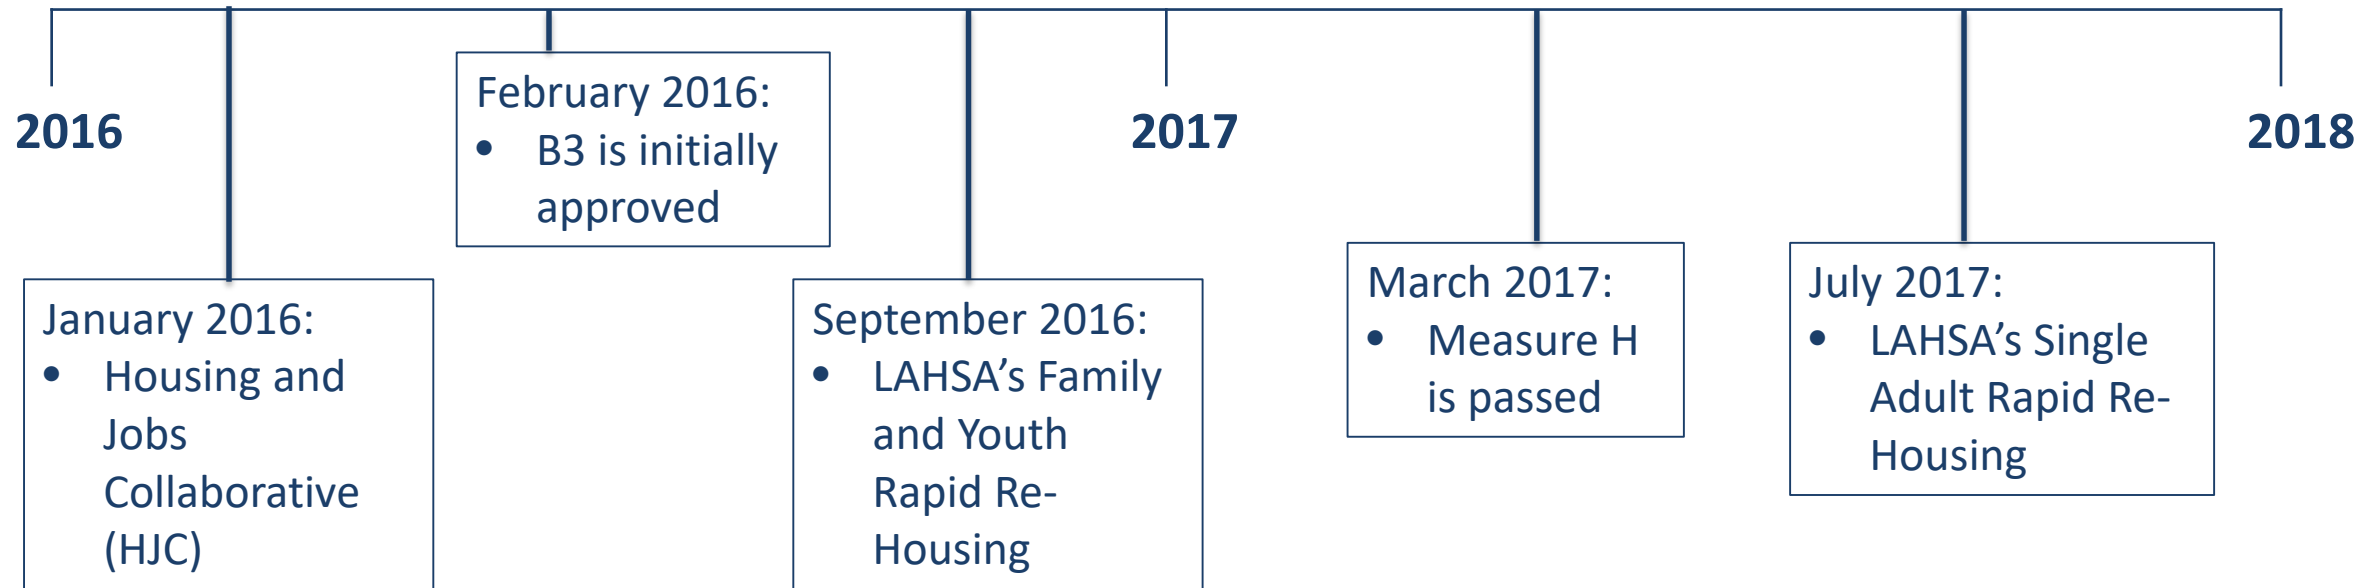 2016
2017
2018
January 2016:
• Housing and
Jobs
Collaborative
(HJC)
February 2016:
• B3 is initially
approved
September 2016:
• LAHSA’s Family
and Youth
Rapid Re-
Housing
March 2017:
• Measure H
is passed
July 2017:
• LAHSA’s Single
Adult Rapid Re-
Housing